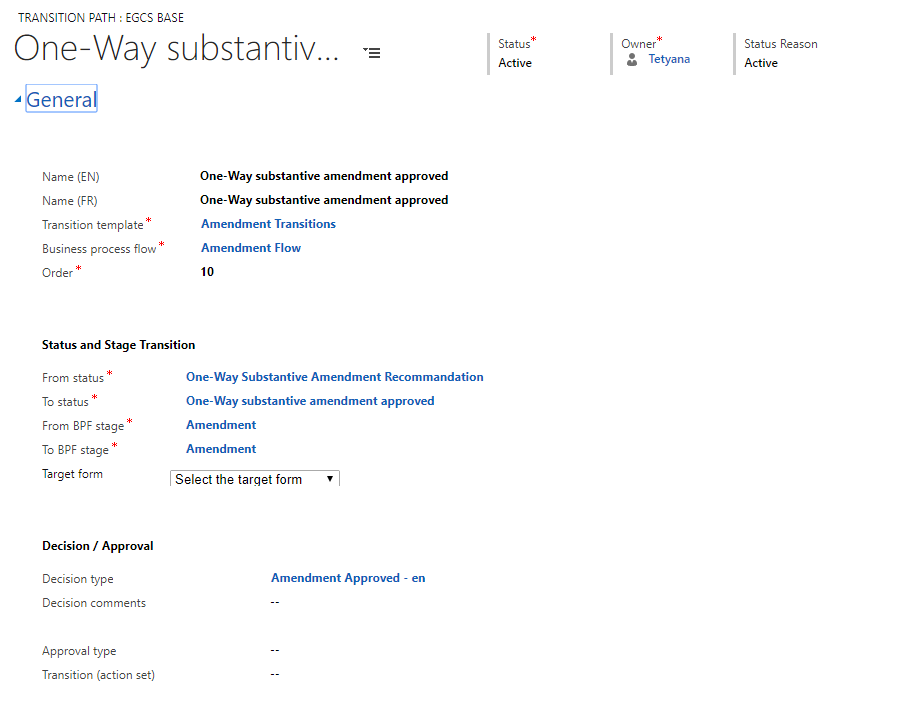 TRANSITION PATH : EGCS BASE
One-Way substantiv...
Status*
Active
Owner*
Tetyana
Status Reason
Active
General
Name (EN) One-Way substantive amendment approved
Name (FR) One-Way substantive amendment approved
Transition template* Amendment Transitions
Business process flow* Amendment Flow
Order* 10
Status and Stage Transition
From status* One-Way Substantive Amendment Recommandation
To status* One-Way substantive amendment approved
From BPF stage* Amendment
To BPF stage* Amendment
Target form Select the target form
Decision / Approval
Decision type Amendment Approved - en
Decision comments --
Approval type --
Transition (action set) --